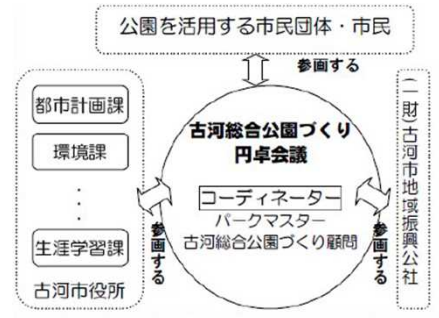 公園を活用する市民団体・市民
参画する
都市計画課
環境課
・
・
・
生涯学習課
古河市役所
参画する
古河総合公園づくり
円卓会議
コーディネーター
パークマスター
古河総合公園づくり顧問
参画する
(一財)古河市地域振興公社